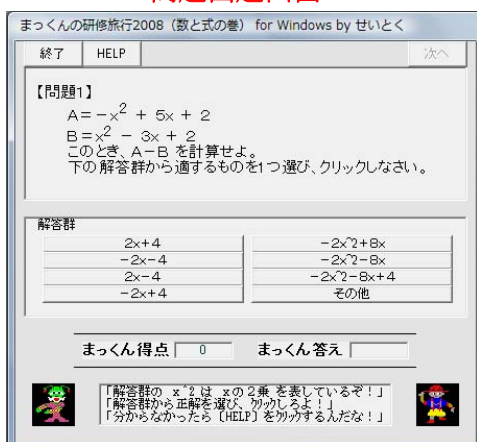 まっくんの研修旅行2008（数と式の巻） for Windows by せいとく
終了 HELP 次へ
【問題1】
A=-x² + 5x + 2
B=x² - 3x + 2
このとき、A-B を計算せよ。
下の解答群から適するものを1つ選び、クリックしなさい。
解答群
2x+4 -2x^2+8x
-2x-4 -2x^2-8x
2x-4 -2x^2-8x+4
-2x+4 その他
まっくん得点 0 まっくん答え
「解答群の x^2 は xの2乗 を表しているぞ！」
「解答群から正解を選び、クリックしろよ！」
「分からなかったら〔HELP〕をクリックするんだな！」